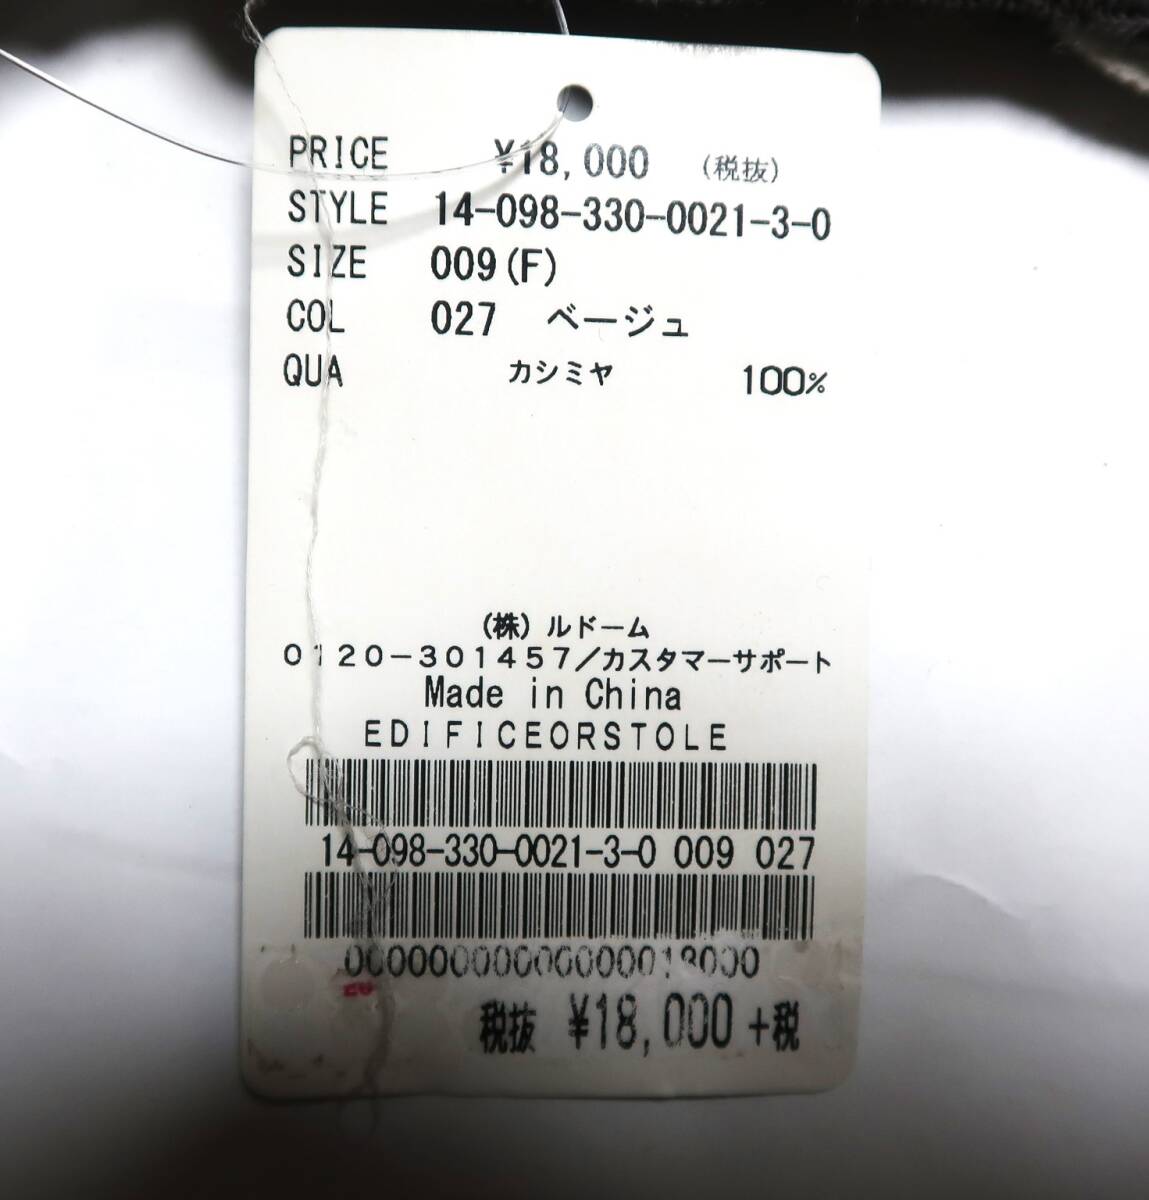 PRICE ¥18,000 (税抜)
STYLE 14-098-330-0021-3-0
SIZE 009(F)
COL 027 ベージュ
QUA カシミヤ 100%
(株)ルドーム
0120-301457/カスタマーサポート
Made in China
EDIFICEORSTOLE
14-098-330-0021-3-0 009 027
税抜 ¥18,000 +税